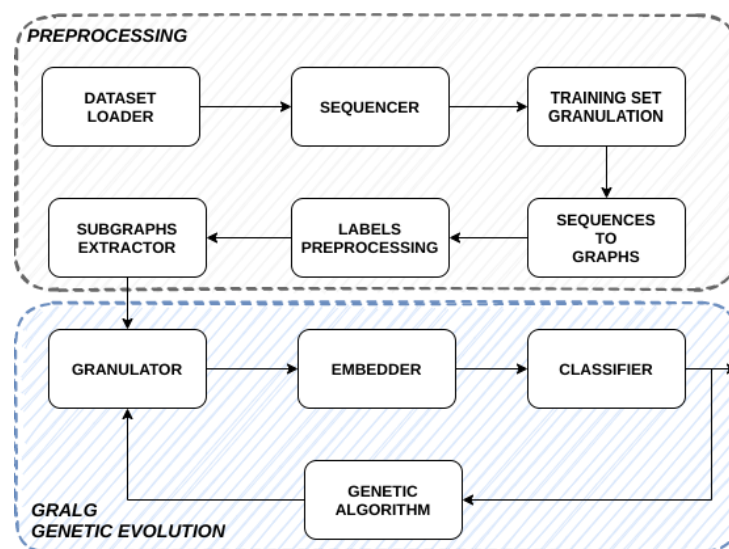 PREPROCESSING
DATASET
LOADER
SEQUENCER
TRAINING SET
GRANULATION
SUBGRAPHS
EXTRACTOR
LABELS
PREPROCESSING
SEQUENCES
TO
GRAPHS
GRANULATOR
EMBEDDER
CLASSIFIER
GENETIC
ALGORITHM
GRALG
GENETIC EVOLUTION